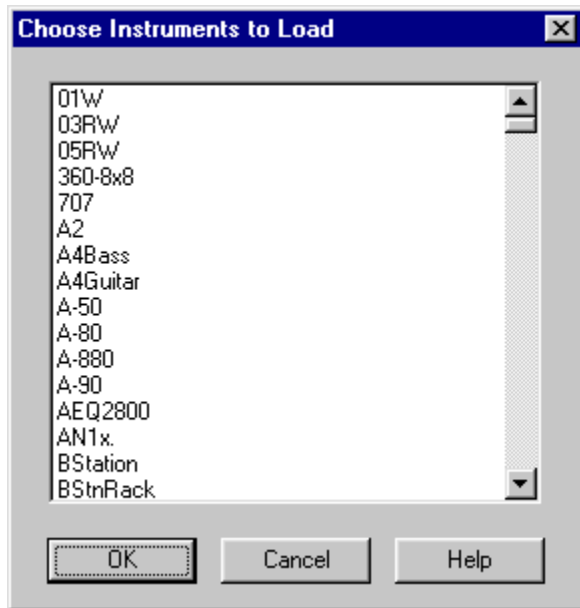 Choose Instruments to Load
01W
03RW
05RW
360-8x8
707
A2
A4Bass
A4Guitar
A-50
A-80
A-880
A-90
AEQ2800
AN1x.
BStation
BStnRack
OK Cancel Help